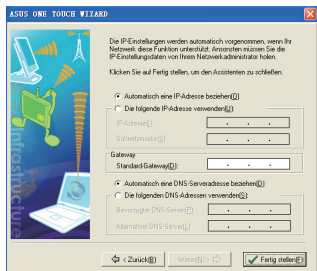 ASUS ONE TOUCH WIZARD
Die IP-Einstellungen werden automatisch vorgenommen, wenn Ihr
Netzwerk diese Funktion unterstützt. Ansonsten müssen Sie die
IP-Einstellungsdaten von Ihrem Netzwerkadministrator holen.
Klicken Sie auf Fertig stellen, um den Assistenten zu schließen.
Automatisch eine IP-Adresse beziehen(O)
Die folgende IP-Adresse verwenden(U):
IP-Adresse(I):
Subnetzmaske(S):
Gateway
Standard-Gateway(D):
Automatisch eine DNS-Serveradresse beziehen(D)
Die folgenden DNS-Adressen verwenden(S):
Bevorzugter DNS-Server(P):
Alternativer DNS-Server(L):
Infrastructure
< Zurück(B)
Weiter(N) >
Fertig stellen(F)